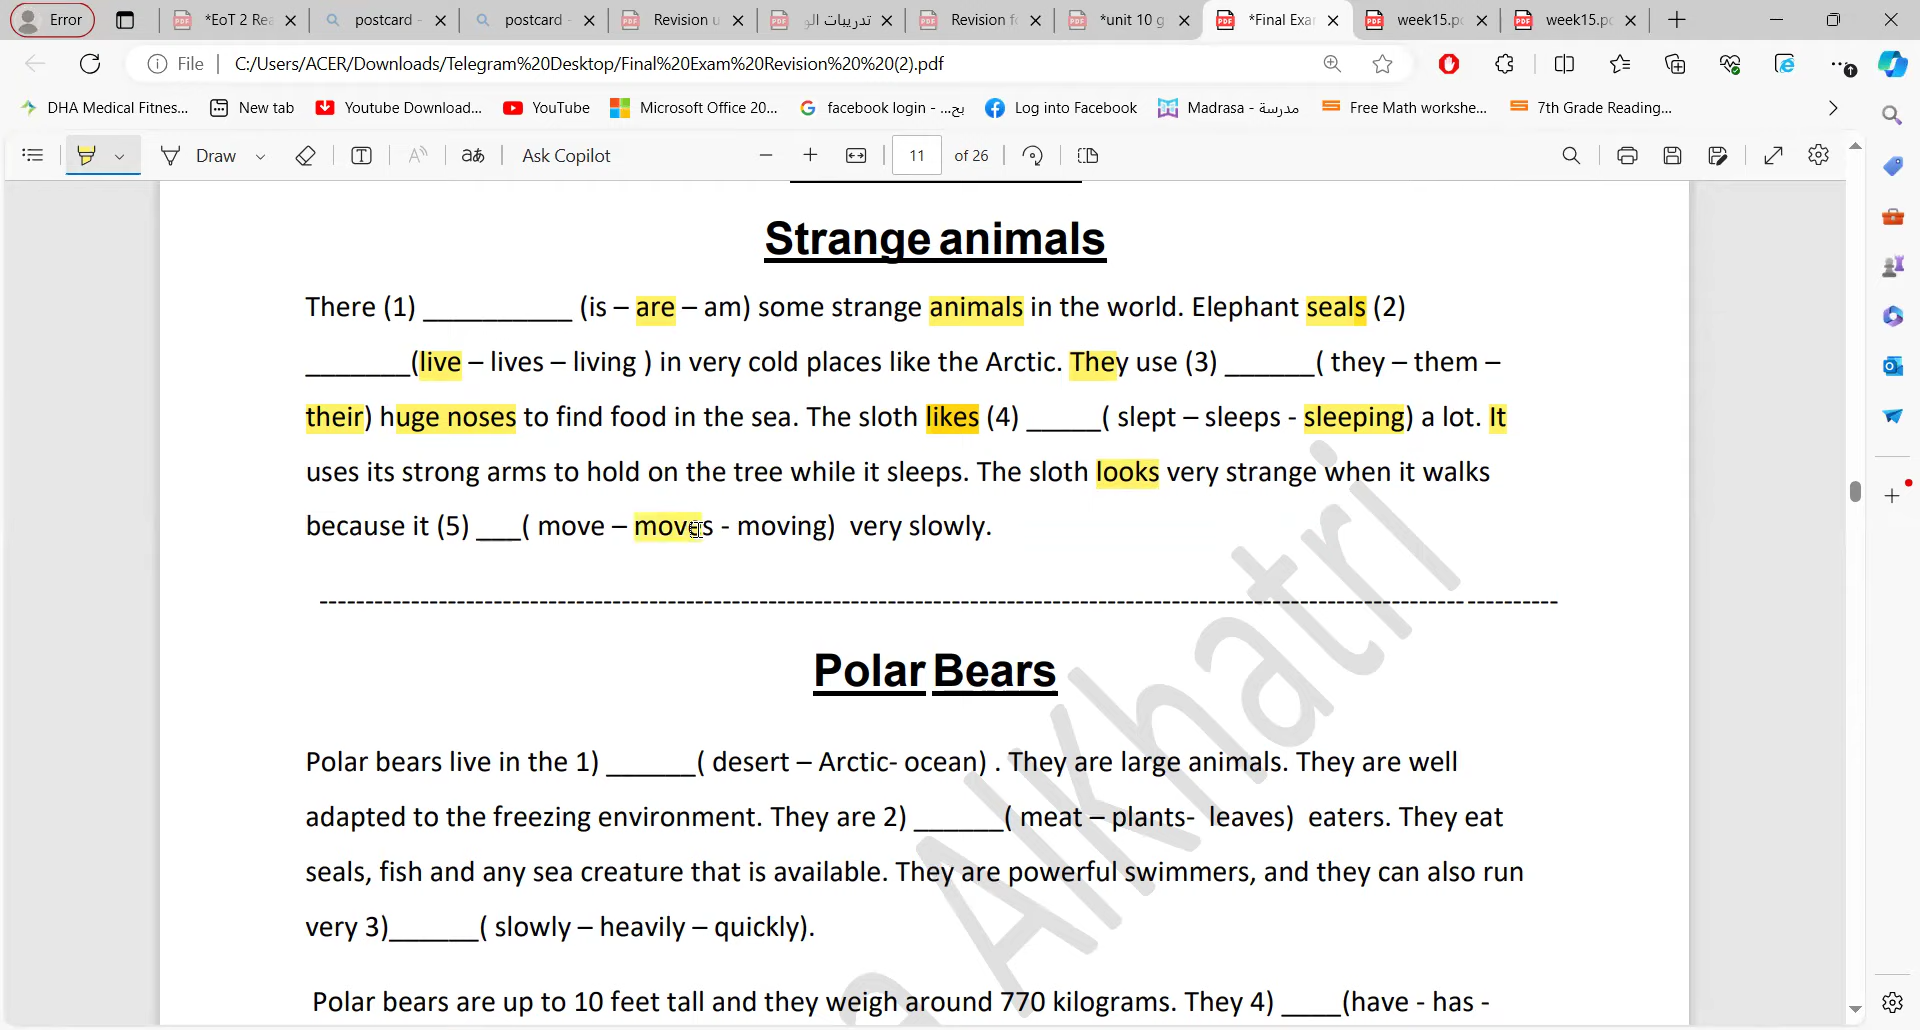 Error
*EoT 2 Rea
postcard -
postcard -
Revision u
تدريبات الو
Revision fo
*unit 10 g
*Final Exa
week15.pd
week15.pd
File
C:/Users/ACER/Downloads/Telegram%20Desktop/Final%20Exam%20Revision%20%20(2).pdf
DHA Medical Fitnes...
New tab
Youtube Download...
YouTube
Microsoft Office 20...
facebook login - ...بح
Log into Facebook
Madrasa - مدرسة
Free Math workshe...
7th Grade Reading...
Draw
Ask Copilot
11
of 26
Strange animals
There (1) __________ (is – are – am) some strange animals in the world. Elephant seals (2)
_______(live – lives – living ) in very cold places like the Arctic. They use (3) ______( they – them –
their) huge noses to find food in the sea. The sloth likes (4) _____( slept – sleeps - sleeping) a lot. It
uses its strong arms to hold on the tree while it sleeps. The sloth looks very strange when it walks
because it (5) ___( move – moves - moving) very slowly.
Polar Bears
Polar bears live in the 1) ______( desert – Arctic- ocean) . They are large animals. They are well
adapted to the freezing environment. They are 2) ______( meat – plants- leaves) eaters. They eat
seals, fish and any sea creature that is available. They are powerful swimmers, and they can also run
very 3)______( slowly – heavily – quickly).
Polar bears are up to 10 feet tall and they weigh around 770 kilograms. They 4) ____(have - has -
a Alkhatri